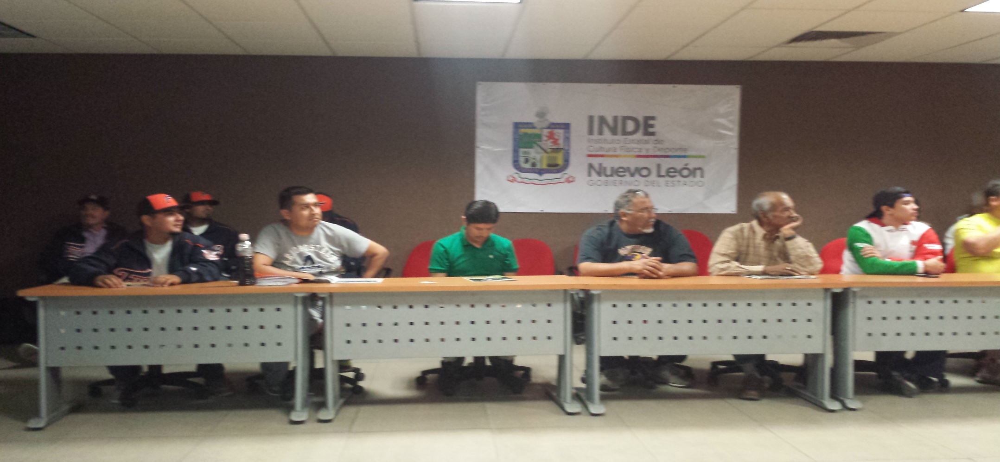 INDE
Instituto Estatal de
Cultura Física y Deporte
Nuevo León
GOBIERNO DEL ESTADO